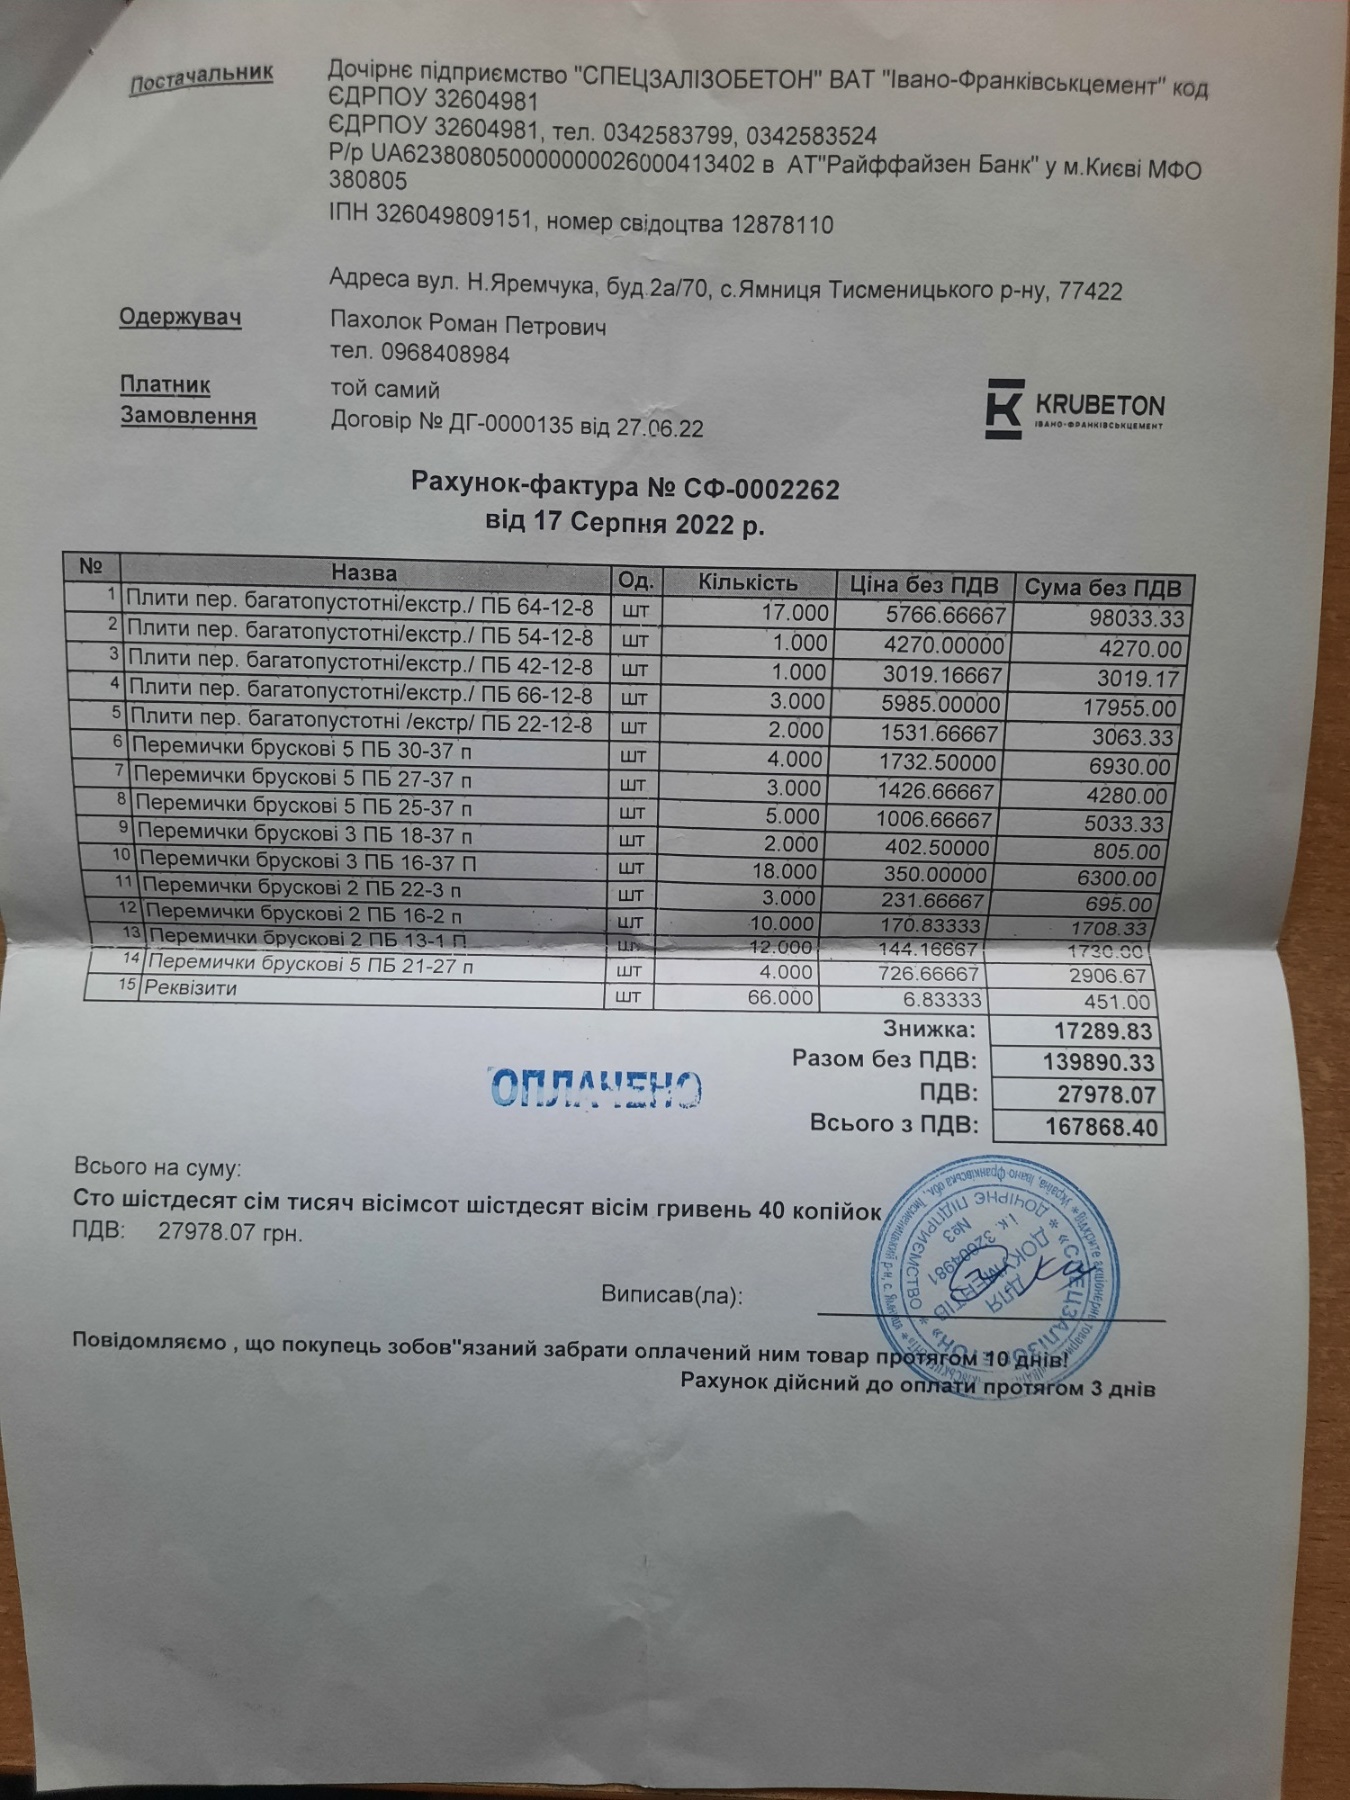 Постачальник Дочірнє підприємство "СПЕЦЗАЛІЗОБЕТОН" ВАТ "Івано-Франківськцемент" код
ЄДРПОУ 32604981
ЄДРПОУ 32604981, тел. 0342583799, 0342583524
Р/р UA623808050000000026000413402 в АТ"Райффайзен Банк" у м.Києві МФО
380805
ІПН 326049809151, номер свідоцтва 12878110
Адреса вул. Н.Яремчука, буд.2а/70, с.Ямниця Тисменицького р-ну, 77422
Одержувач Пахолок Роман Петрович
тел. 0968408984
Платник той самий
Замовлення Договір № ДГ-0000135 від 27.06.22
KRUBETON
ІВАНО-ФРАНКІВСЬКЦЕМЕНТ
Рахунок-фактура № СФ-0002262
від 17 Серпня 2022 р.
№ Назва Од. Кількість Ціна без ПДВ Сума без ПДВ
1 Плити пер. багатопустотні/екстр./ ПБ 64-12-8 шт 17.000 5766.66667 98033.33
2 Плити пер. багатопустотні/екстр./ ПБ 54-12-8 шт 1.000 4270.00000 4270.00
3 Плити пер. багатопустотні/екстр./ ПБ 42-12-8 шт 1.000 3019.16667 3019.17
4 Плити пер. багатопустотні/екстр./ ПБ 66-12-8 шт 3.000 5985.00000 17955.00
5 Плити пер. багатопустотні /екстр/ ПБ 22-12-8 шт 2.000 1531.66667 3063.33
6 Перемички брускові 5 ПБ 30-37 п шт 4.000 1732.50000 6930.00
7 Перемички брускові 5 ПБ 27-37 п шт 3.000 1426.66667 4280.00
8 Перемички брускові 5 ПБ 25-37 п шт 5.000 1006.66667 5033.33
9 Перемички брускові 3 ПБ 18-37 п шт 2.000 402.50000 805.00
10 Перемички брускові 3 ПБ 16-37 П шт 18.000 350.00000 6300.00
11 Перемички брускові 2 ПБ 22-3 п шт 3.000 231.66667 695.00
12 Перемички брускові 2 ПБ 16-2 п шт 10.000 170.83333 1708.33
13 Перемички брускові 2 ПБ 13-1 П шт 12.000 144.16667 1730.00
14 Перемички брускові 5 ПБ 21-27 п шт 4.000 726.66667 2906.67
15 Реквізити шт 66.000 6.83333 451.00
Знижка: 17289.83
Разом без ПДВ: 139890.33
ПДВ: 27978.07
Всього з ПДВ: 167868.40
ОПЛАЧЕНО
Всього на суму:
Сто шістдесят сім тисяч вісімсот шістдесят вісім гривень 40 копійок
ПДВ: 27978.07 грн.
Виписав(ла):
ДОЧІРНЄ ПІДПРИЄМСТВО * «СПЕЦЗАЛІЗОБЕТОН» *
ДЛЯ
ДОКУМЕНТІВ
і.к. 32604981
№3
Повідомляємо , що покупець зобов"язаний забрати оплачений ним товар протягом 10 днів!
Рахунок дійсний до оплати протягом 3 днів